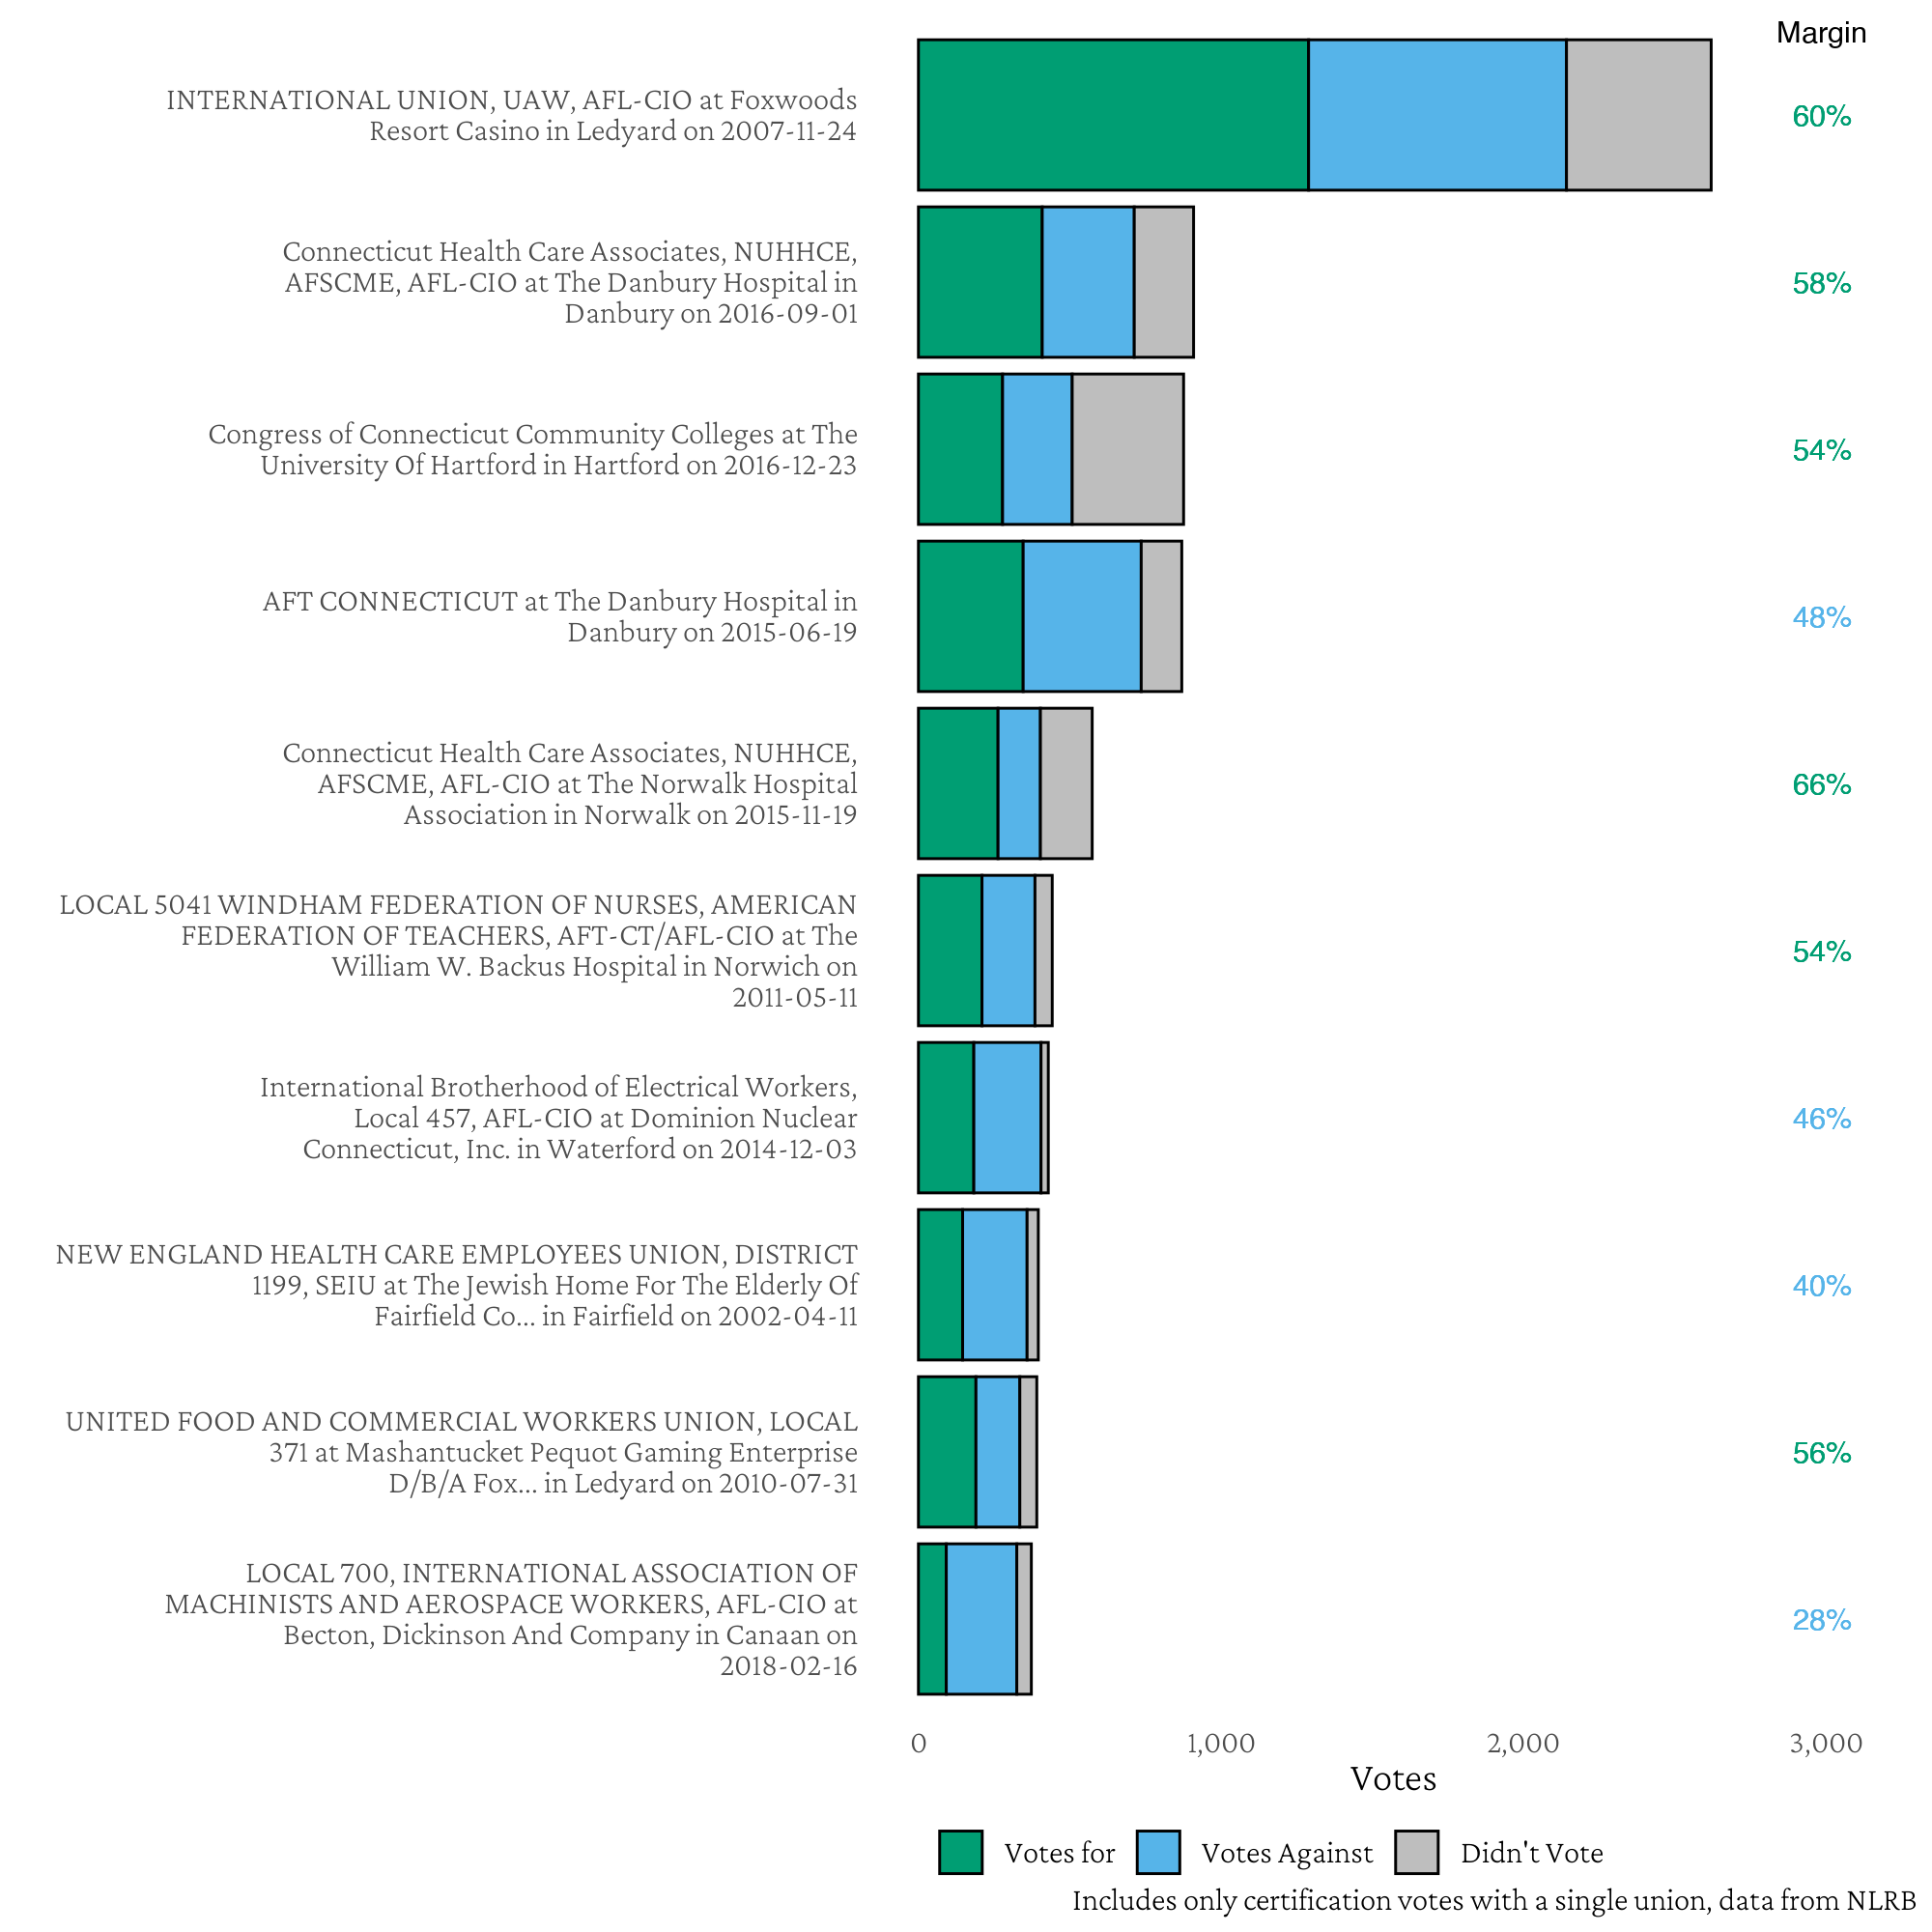 Margin
INTERNATIONAL UNION, UAW, AFL-CIO at Foxwoods
Resort Casino in Ledyard on 2007-11-24
60%
Connecticut Health Care Associates, NUHHCE,
AFSCME, AFL-CIO at The Danbury Hospital in
Danbury on 2016-09-01
58%
Congress of Connecticut Community Colleges at The
University Of Hartford in Hartford on 2016-12-23
54%
AFT CONNECTICUT at The Danbury Hospital in
Danbury on 2015-06-19
48%
Connecticut Health Care Associates, NUHHCE,
AFSCME, AFL-CIO at The Norwalk Hospital
Association in Norwalk on 2015-11-19
66%
LOCAL 5041 WINDHAM FEDERATION OF NURSES, AMERICAN
FEDERATION OF TEACHERS, AFT-CT/AFL-CIO at The
William W. Backus Hospital in Norwich on
2011-05-11
54%
International Brotherhood of Electrical Workers,
Local 457, AFL-CIO at Dominion Nuclear
Connecticut, Inc. in Waterford on 2014-12-03
46%
NEW ENGLAND HEALTH CARE EMPLOYEES UNION, DISTRICT
1199, SEIU at The Jewish Home For The Elderly Of
Fairfield Co... in Fairfield on 2002-04-11
40%
UNITED FOOD AND COMMERCIAL WORKERS UNION, LOCAL
371 at Mashantucket Pequot Gaming Enterprise
D/B/A Fox... in Ledyard on 2010-07-31
56%
LOCAL 700, INTERNATIONAL ASSOCIATION OF
MACHINISTS AND AEROSPACE WORKERS, AFL-CIO at
Becton, Dickinson And Company in Canaan on
2018-02-16
28%
0 1,000 2,000 3,000
Votes
Votes for Votes Against Didn't Vote
Includes only certification votes with a single union, data from NLRB